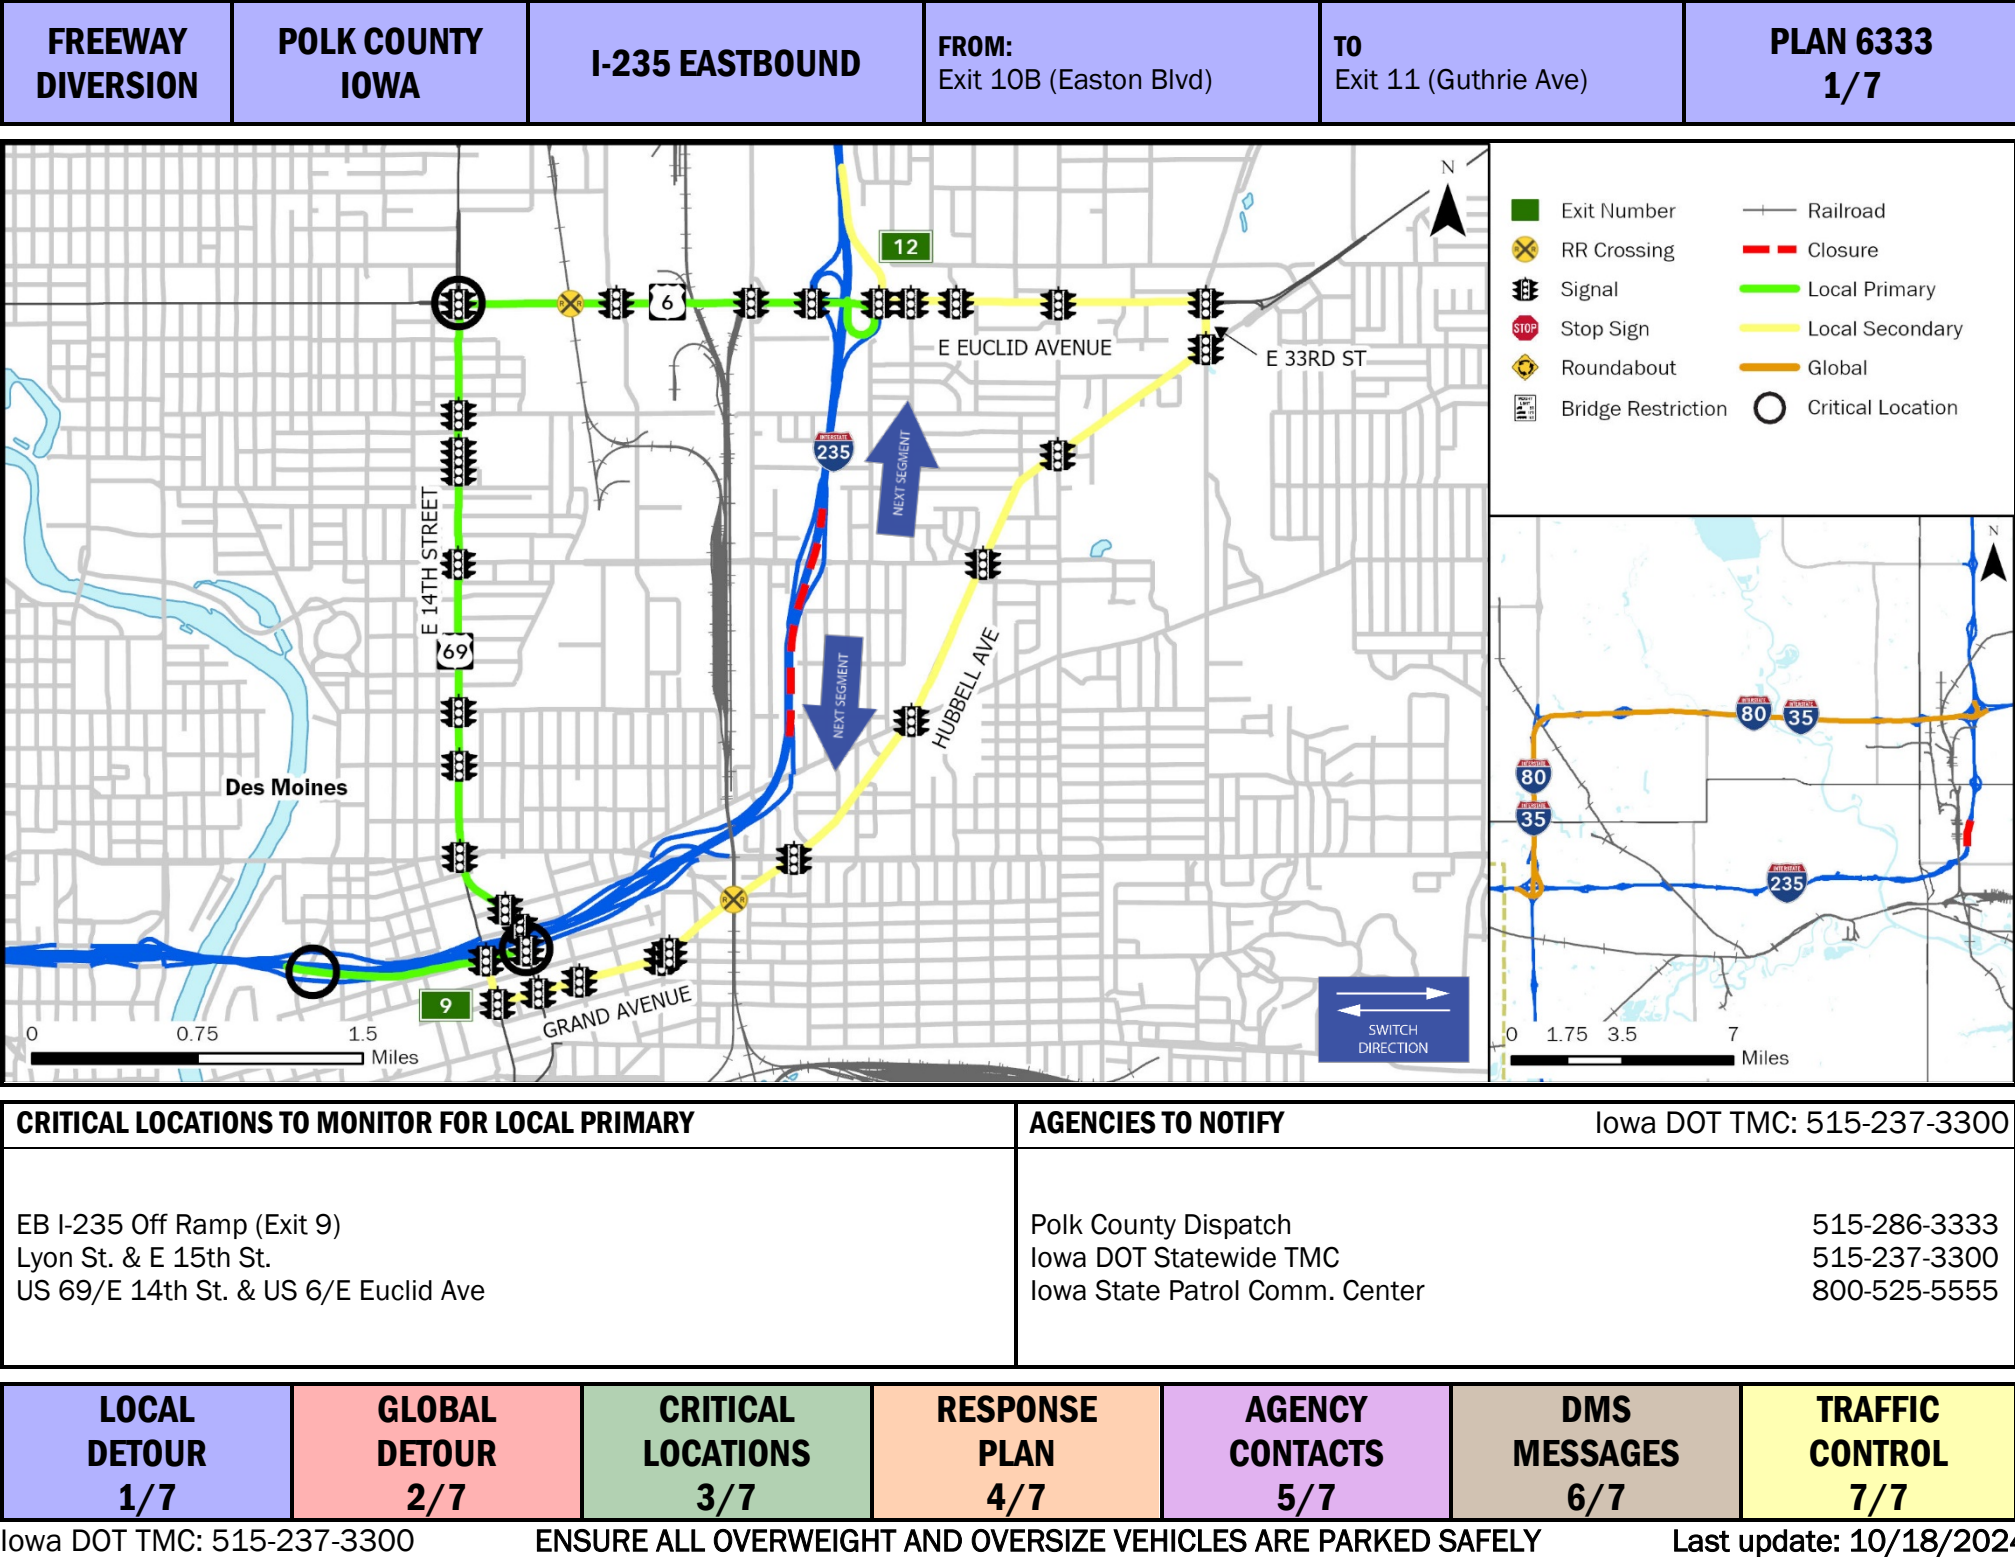 FREEWAY
DIVERSION
POLK COUNTY
IOWA
I-235 EASTBOUND
FROM:
Exit 10B (Easton Blvd)
TO
Exit 11 (Guthrie Ave)
PLAN 6333
1/7
N
12
6
E EUCLID AVENUE
E 33RD ST
INTERSTATE
235
NEXT SEGMENT
E 14TH STREET
69
NEXT SEGMENT
HUBBELL AVE
Des Moines
9
GRAND AVENUE
0 0.75 1.5
Miles
SWITCH
DIRECTION
Exit Number
RR Crossing
Signal
STOP Stop Sign
Roundabout
Bridge Restriction
Railroad
Closure
Local Primary
Local Secondary
Global
Critical Location
N
80
35
80
35
235
0 1.75 3.5 7
Miles
CRITICAL LOCATIONS TO MONITOR FOR LOCAL PRIMARY
EB I-235 Off Ramp (Exit 9)
Lyon St. & E 15th St.
US 69/E 14th St. & US 6/E Euclid Ave
AGENCIES TO NOTIFY Iowa DOT TMC: 515-237-3300
Polk County Dispatch 515-286-3333
Iowa DOT Statewide TMC 515-237-3300
Iowa State Patrol Comm. Center 800-525-5555
LOCAL
DETOUR
1/7
GLOBAL
DETOUR
2/7
CRITICAL
LOCATIONS
3/7
RESPONSE
PLAN
4/7
AGENCY
CONTACTS
5/7
DMS
MESSAGES
6/7
TRAFFIC
CONTROL
7/7
Iowa DOT TMC: 515-237-3300 ENSURE ALL OVERWEIGHT AND OVERSIZE VEHICLES ARE PARKED SAFELY Last update: 10/18/202